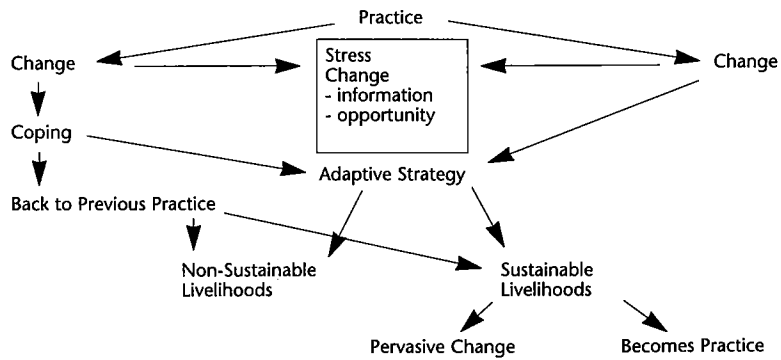 Practice
Change
Stress
Change
- information
- opportunity
Change
Coping
Adaptive Strategy
Back to Previous Practice
Non-Sustainable
Livelihoods
Sustainable
Livelihoods
Pervasive Change
Becomes Practice